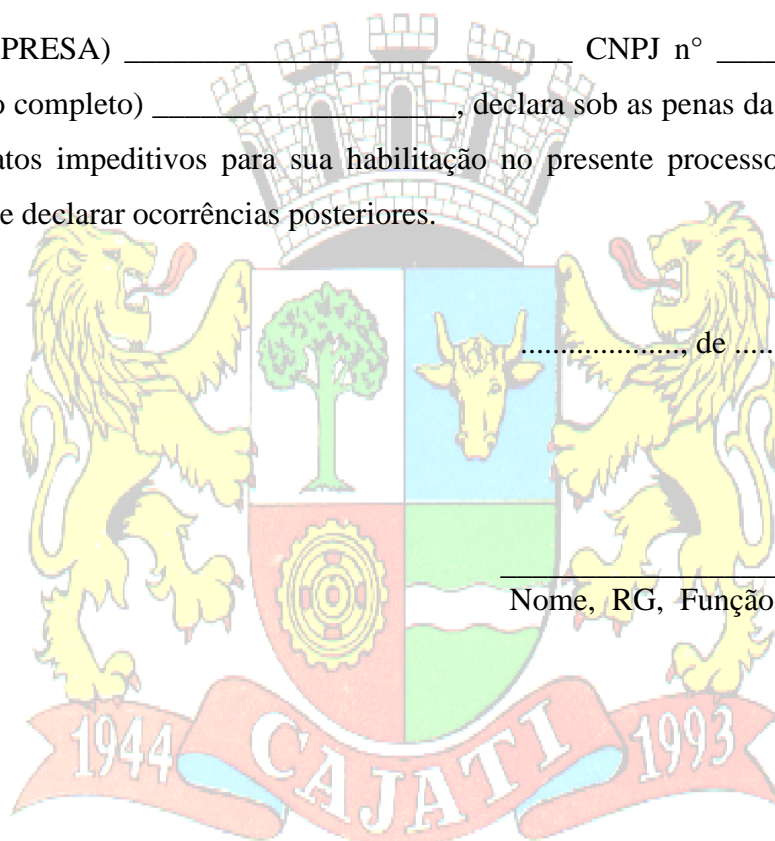 PRESA) ____________________________ CNPJ n° ____
o completo) ___________________, declara sob as penas da
atos impeditivos para sua habilitação no presente processo
e declarar ocorrências posteriores.
...................., de .....
__________________
Nome, RG, Função
1944 CAJATI 1993